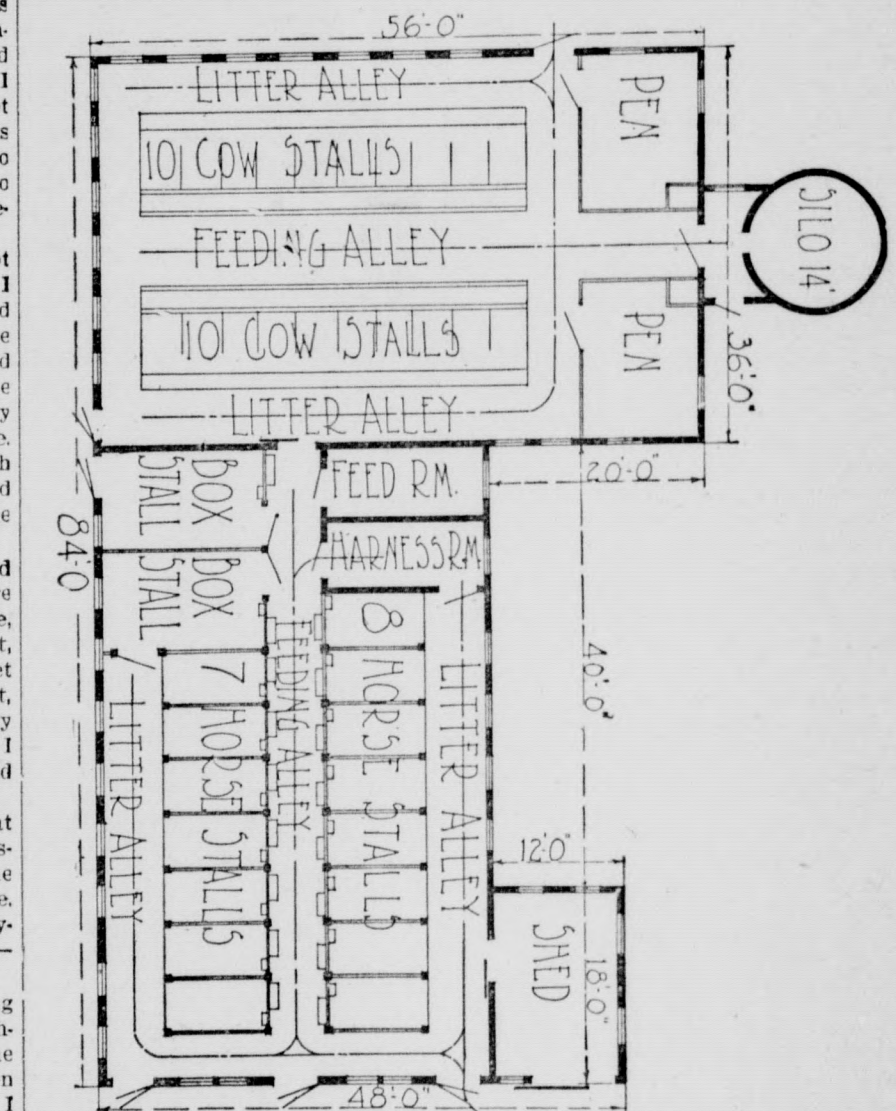 56'-0"
LITTER ALLEY
PEN
10 COW STALLS
SILO 14'
FEEDING ALLEY
PEN
10 COW STALLS
36'-0"
LITTER ALLEY
20'-0"
BOX STALL
FEED RM.
84'-0
HARNESS RM
BOX STALL
8 HORSE STALLS
FEEDING ALLEY
7 HORSE STALLS
LITTER ALLEY
LITTER ALLEY
40'-0"
12'0"
SHED
18'-0"
48'-0"